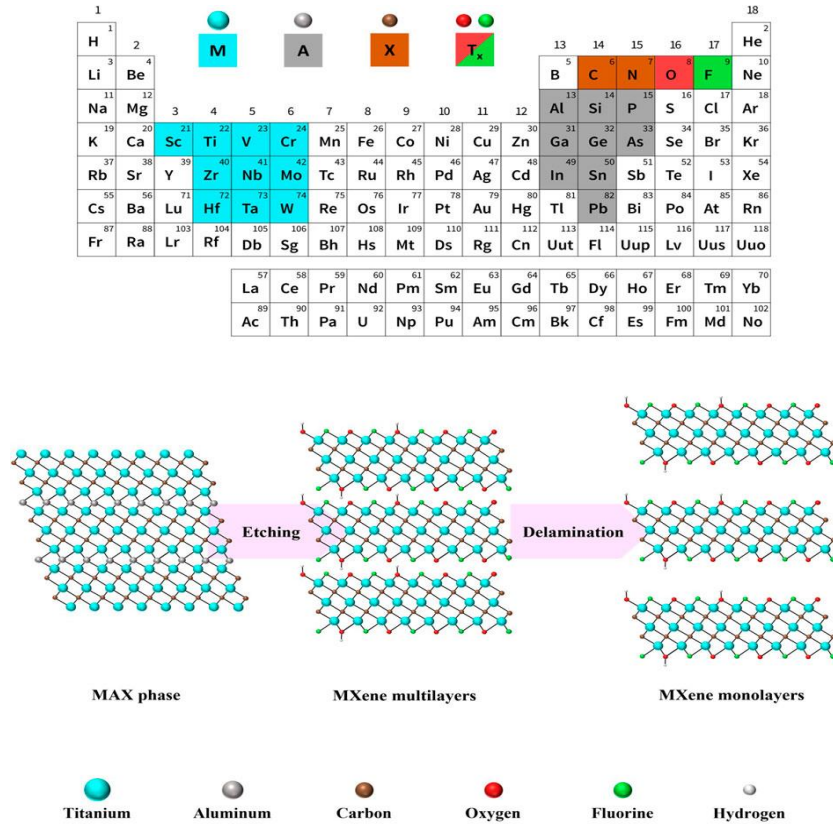 1 18
M A X Tx
1 2
H He
2 13 14 15 16 17
3 4 5 6 7 8 9 10
Li Be B C N O F Ne
11 12 13 14 15 16 17 18
Na Mg Al Si P S Cl Ar
3 4 5 6 7 8 9 10 11 12
19 20 21 22 23 24 25 26 27 28 29 30 31 32 33 34 35 36
K Ca Sc Ti V Cr Mn Fe Co Ni Cu Zn Ga Ge As Se Br Kr
37 38 39 40 41 42 43 44 45 46 47 48 49 50 51 52 53 54
Rb Sr Y Zr Nb Mo Tc Ru Rh Pd Ag Cd In Sn Sb Te I Xe
55 56 71 72 73 74 75 76 77 78 79 80 81 82 83 84 85 86
Cs Ba Lu Hf Ta W Re Os Ir Pt Au Hg Tl Pb Bi Po At Rn
87 88 103 104 105 106 107 108 109 110 111 112 113 114 115 116 117 118
Fr Ra Lr Rf Db Sg Bh Hs Mt Ds Rg Cn Uut Fl Uup Lv Uus Uuo
57 58 59 60 61 62 63 64 65 66 67 68 69 70
La Ce Pr Nd Pm Sm Eu Gd Tb Dy Ho Er Tm Yb
89 90 91 92 93 94 95 96 97 98 99 100 101 102
Ac Th Pa U Np Pu Am Cm Bk Cf Es Fm Md No
Etching Delamination
MAX phase MXene multilayers MXene monolayers
Titanium Aluminum Carbon Oxygen Fluorine Hydrogen